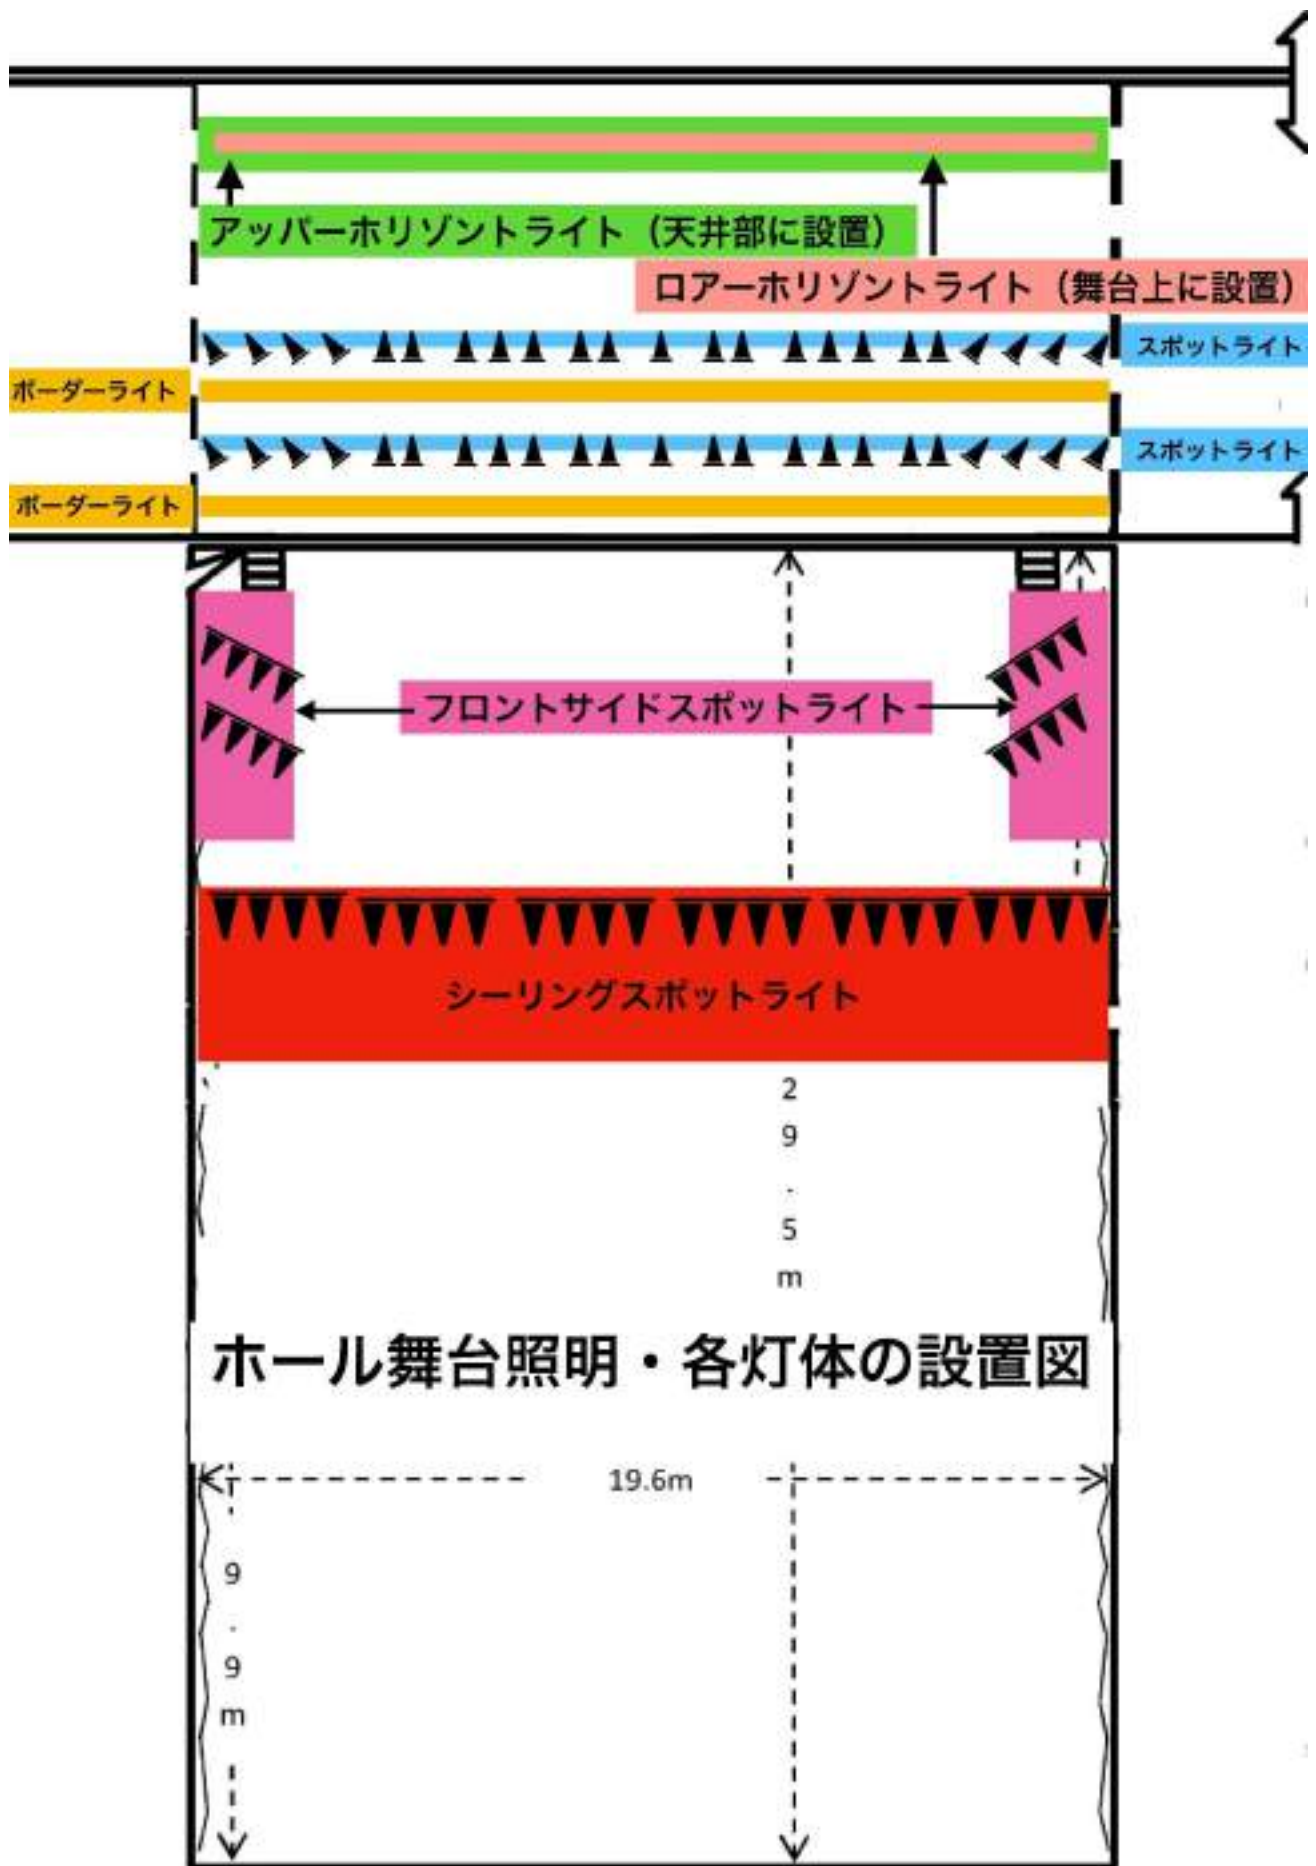 アッパーホリゾントライト（天井部に設置）
ロアーホリゾントライト（舞台上に設置）
スポットライト
ボーダーライト
スポットライト
ボーダーライト
フロントサイドスポットライト
シーリングスポットライト
29.5m
ホール舞台照明・各灯体の設置図
19.6m
9.9m